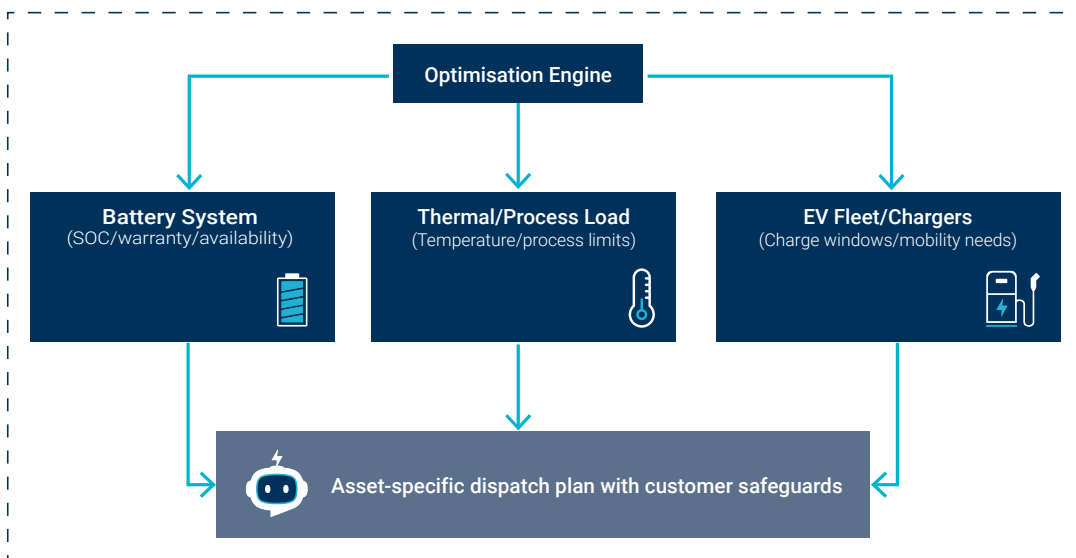 Optimisation Engine
Battery System
(SOC/warranty/availability)
Thermal/Process Load
(Temperature/process limits)
EV Fleet/Chargers
(Charge windows/mobility needs)
Asset-specific dispatch plan with customer safeguards